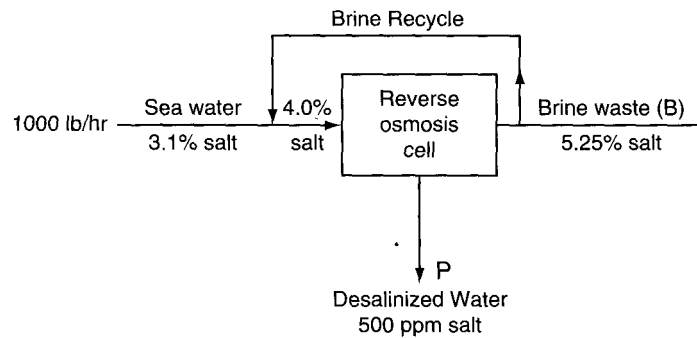 Brine Recycle
1000 lb/hr
Sea water
3.1% salt
4.0%
salt
Reverse
osmosis
cell
Brine waste (B)
5.25% salt
P
Desalinized Water
500 ppm salt